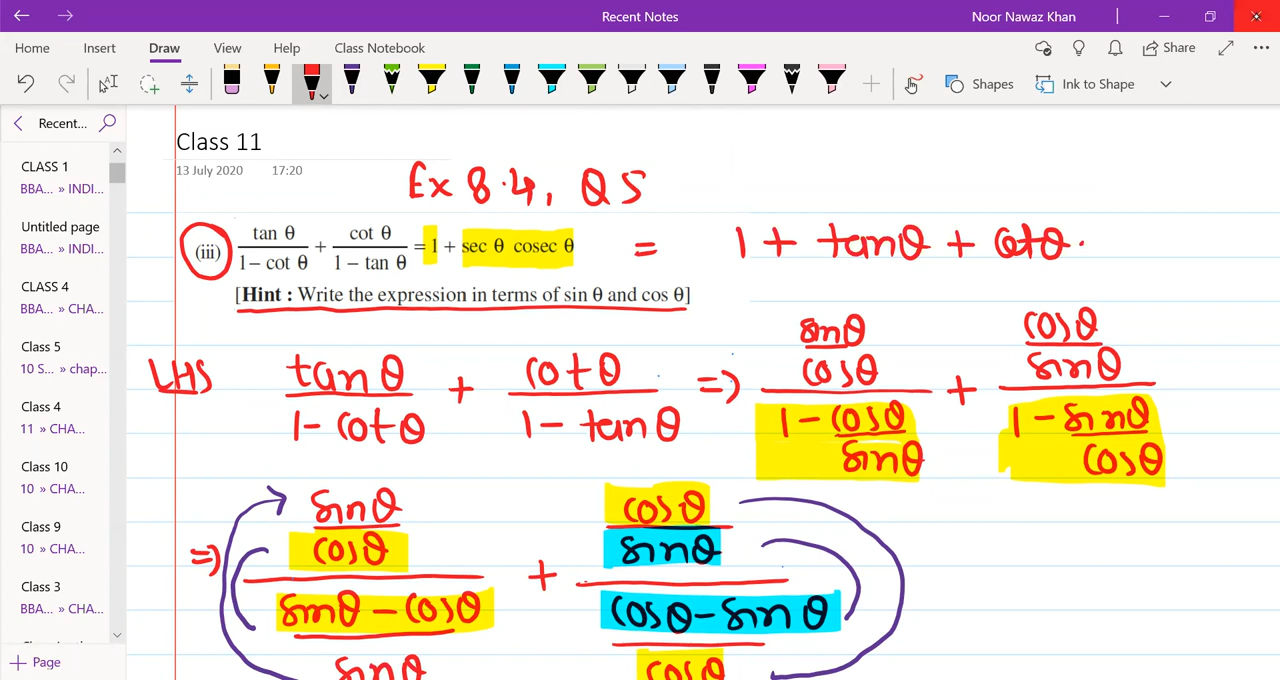 Recent Notes
Noor Nawaz Khan
Home Insert Draw View Help Class Notebook
Share
Shapes
Ink to Shape
Recent...
CLASS 1
BBA... » INDI...
Untitled page
BBA... » INDI...
CLASS 4
BBA... » CHA...
Class 5
10 S... » chap...
Class 4
11 » CHA...
Class 10
10 » CHA...
Class 9
10 » CHA...
Class 3
BBA... » CHA...
+ Page
Class 11
13 July 2020 17:20
Ex 8.4, Q5
(iii) tan θ / 1 – cot θ + cot θ / 1 – tan θ = 1 + sec θ cosec θ = 1 + tanθ + cotθ.
[Hint : Write the expression in terms of sin θ and cos θ]
LHS tanθ / 1 - cotθ + cotθ / 1 - tanθ => sinθ / cosθ / 1 - cosθ / sinθ + cosθ / sinθ / 1 - sinθ / cosθ
=> sinθ / cosθ / sinθ - cosθ / sinθ + cosθ / sinθ / cosθ - sinθ / cosθ